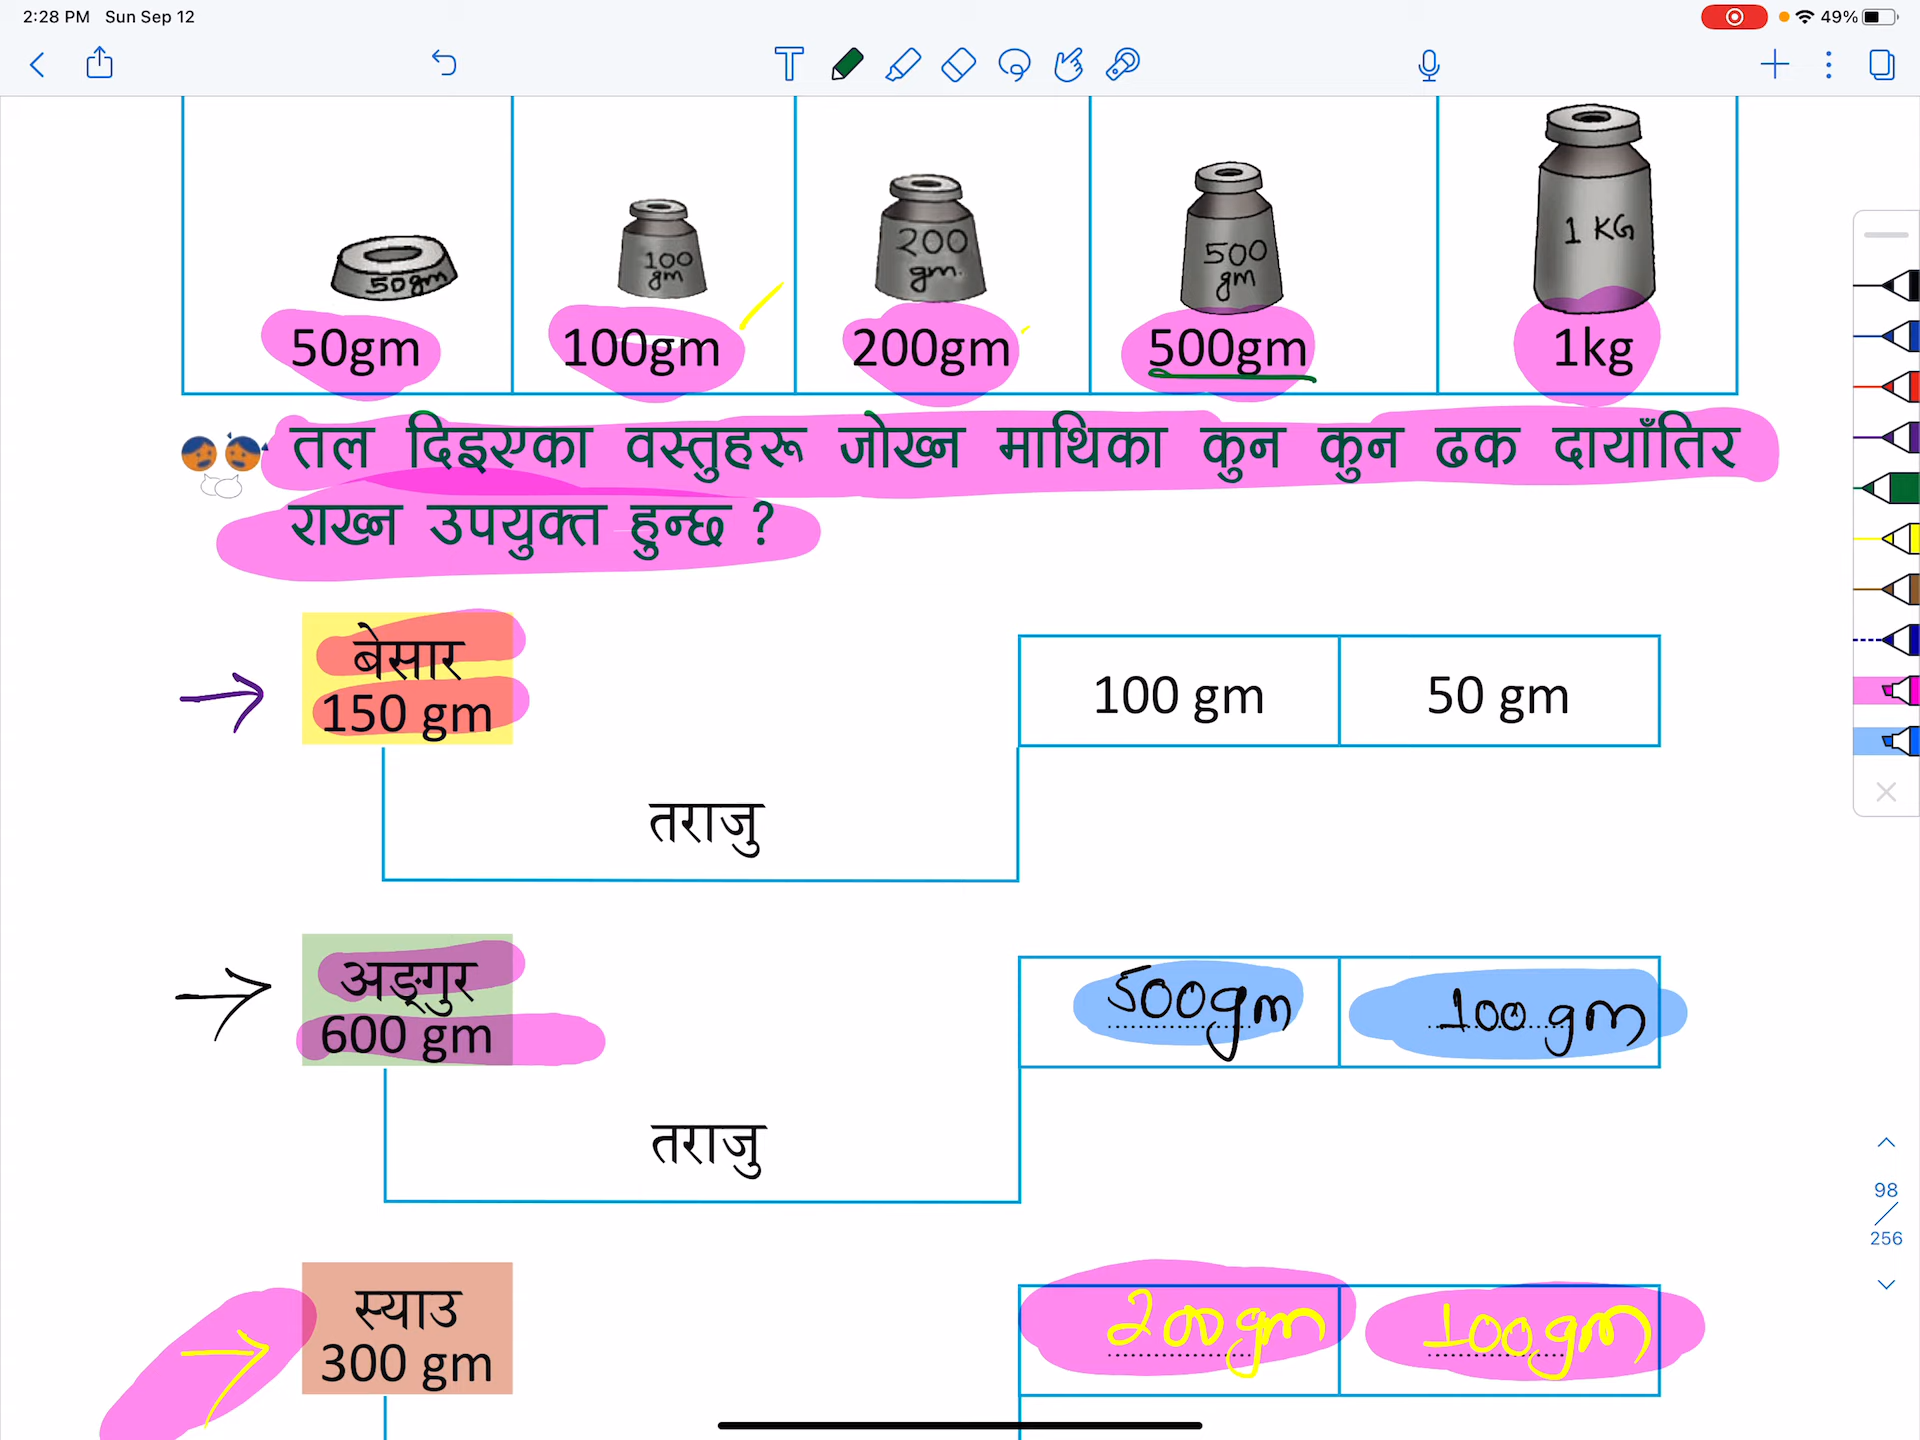 2:28 PM Sun Sep 12 49%
50gm 100 gm 200 gm. 500 gm 1 KG
50gm 100gm 200gm 500gm 1kg
तल दिइएका वस्तुहरू जोख्न माथिका कुन कुन ढक दायाँतिर
राख्न उपयुक्त हुन्छ ?
बेसार
150 gm
100 gm 50 gm
तराजु
अङ्गुर
600 gm
500gm 100 gm
तराजु
98
/
256
स्याउ
300 gm
200gm 100gm